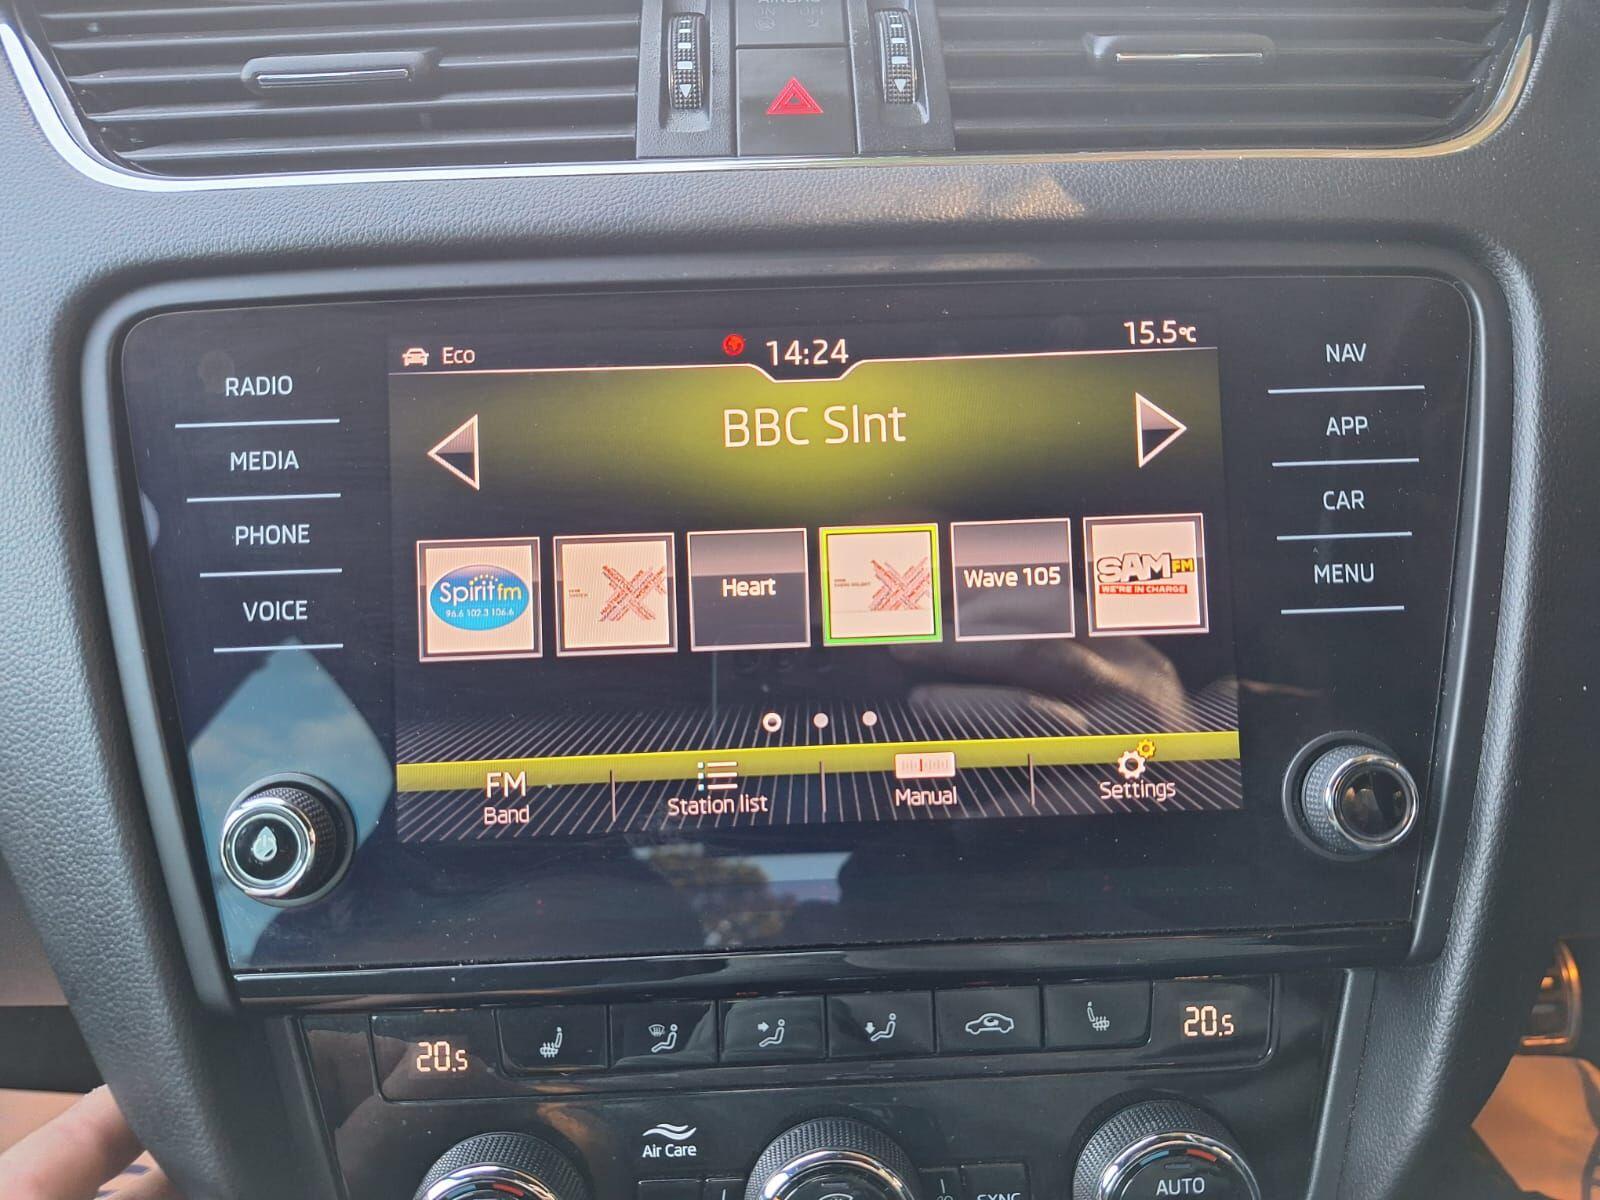 Eco
14:24
15.5°C
RADIO
MEDIA
PHONE
VOICE
BBC Slnt
NAV
APP
CAR
MENU
Spirit fm
96.6 102.3 106.6
Heart
Wave 105
SAM FM
WE'RE IN CHARGE
FM
Band
Station list
Manual
Settings
20.5
20.5
Air Care
SYNC
AUTO